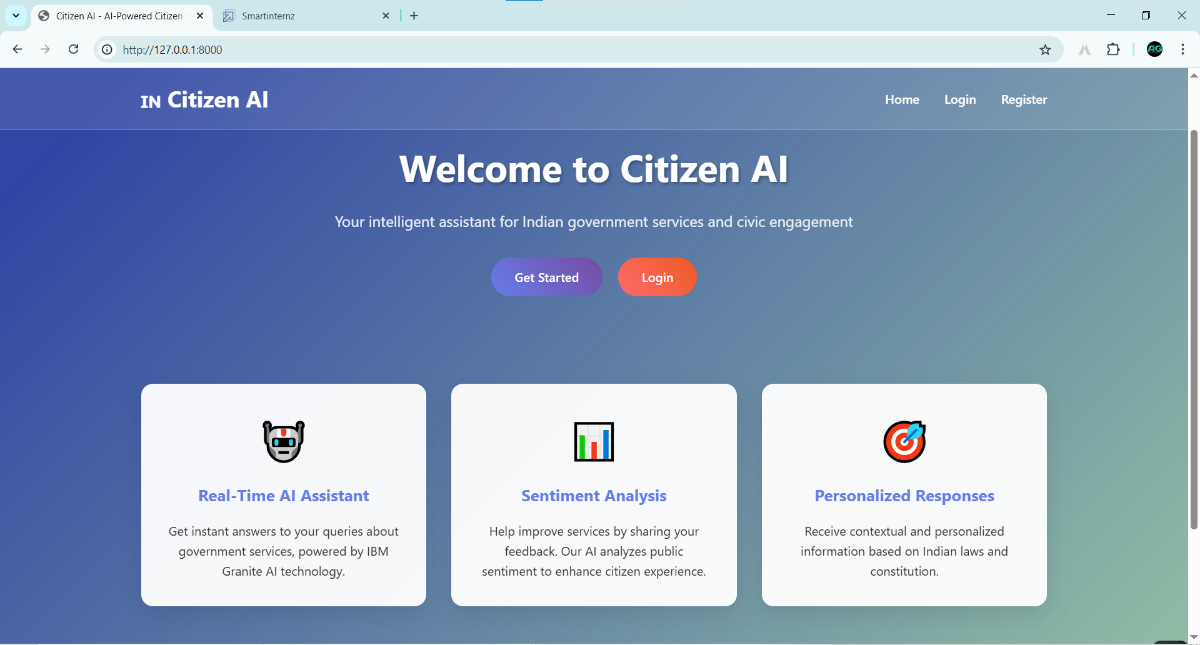 Citizen AI - AI-Powered Citizen
Smartinternz
http://127.0.0.1:8000
AG
IN Citizen AI
Home Login Register
Welcome to Citizen AI
Your intelligent assistant for Indian government services and civic engagement
Get Started Login
Real-Time AI Assistant
Get instant answers to your queries about
government services, powered by IBM
Granite AI technology.
Sentiment Analysis
Help improve services by sharing your
feedback. Our AI analyzes public
sentiment to enhance citizen experience.
Personalized Responses
Receive contextual and personalized
information based on Indian laws and
constitution.